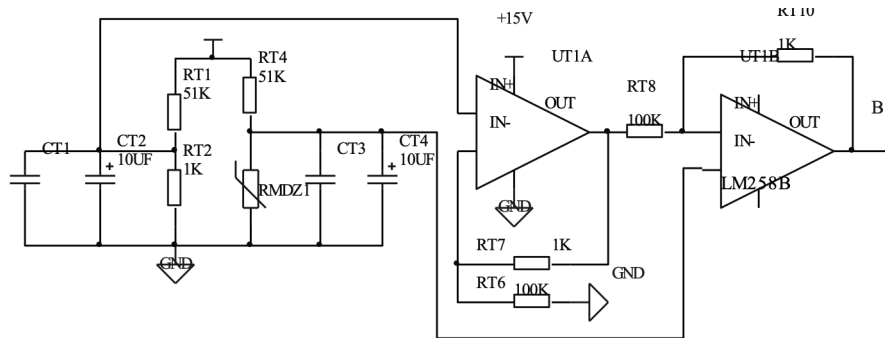 +15V
RT10
1K
RT4
51K
RT1
51K
UT1A
UT1B
IN+
OUT
IN-
RT8
100K
IN+
OUT
IN-
B
CT1
CT2
10UF
RT2
1K
RMDZ1
CT3
CT4
10UF
LM258B
GND
GND
RT7
1K
GND
RT6
100K